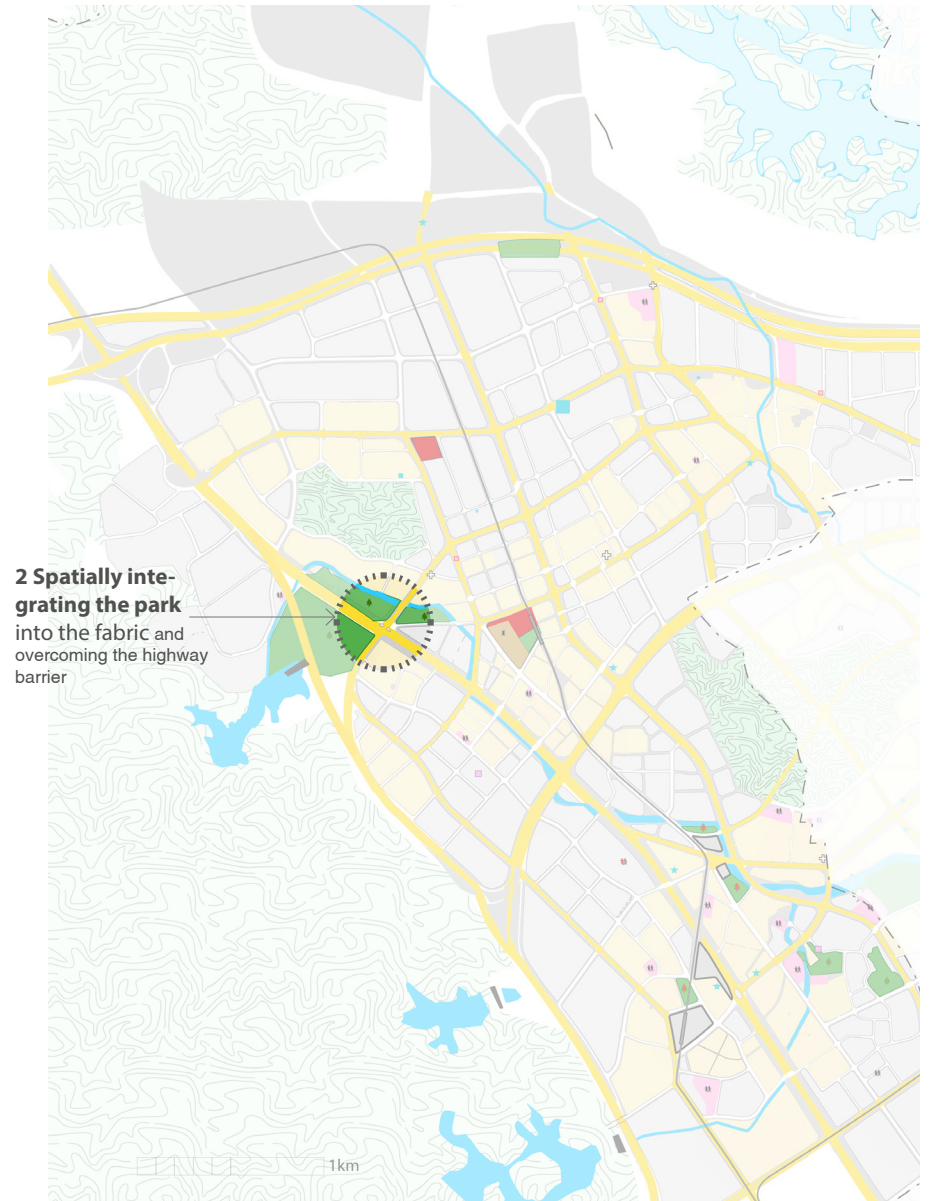 2 Spatially inte-
grating the park
into the fabric and
overcoming the highway
barrier
1km